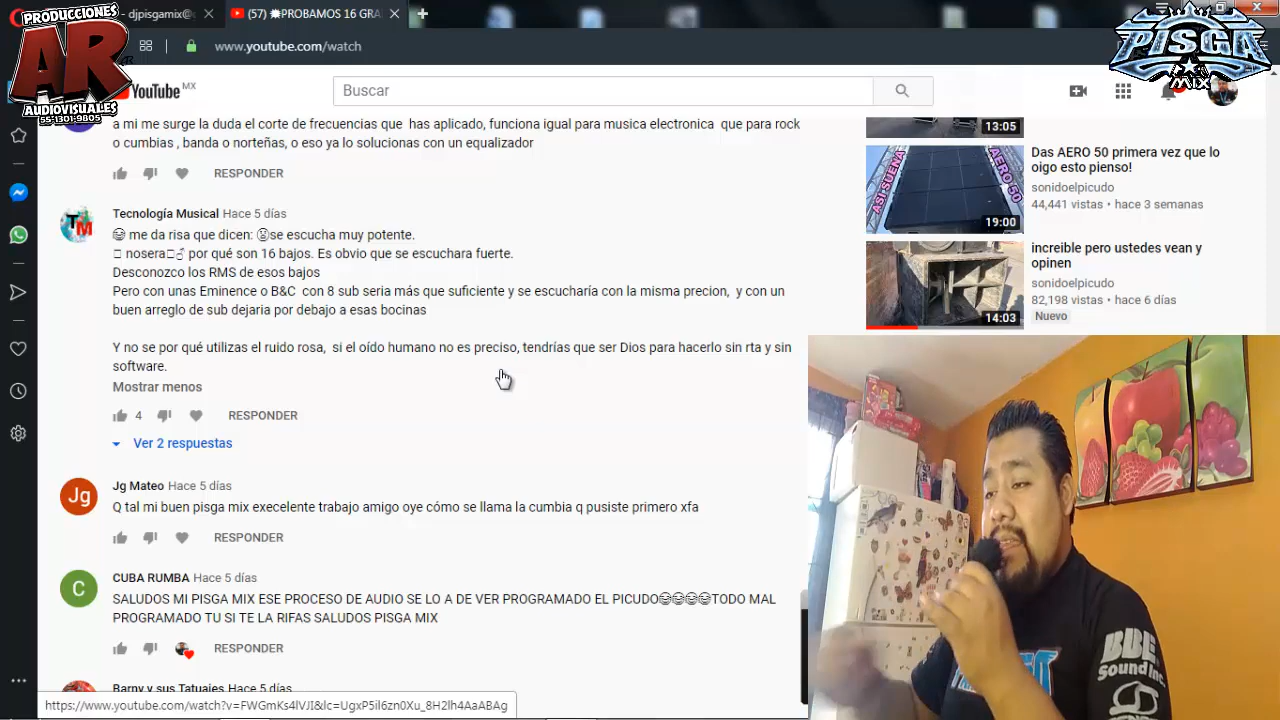 PRODUCCIONES
AR
AUDIOVISUALES
55-1301-9805
- djpisgamix@
(57) PROBAMOS 16 GRA
www.youtube.com/watch
PISGA
MIX
YouTube MX
Buscar
a mi me surge la duda el corte de frecuencias que has aplicado, funciona igual para musica electronica que para rock
o cumbias , banda o norteñas, o eso ya lo solucionas con un equalizador
RESPONDER
Tecnología Musical Hace 5 días
😂 me da risa que dicen: 😨se escucha muy potente.
nosera por qué son 16 bajos. Es obvio que se escuchara fuerte.
Desconozco los RMS de esos bajos
Pero con unas Eminence o B&C con 8 sub seria más que suficiente y se escucharía con la misma precion, y con un
buen arreglo de sub dejaria por debajo a esas bocinas
Y no se por qué utilizas el ruido rosa, si el oído humano no es preciso, tendrías que ser Dios para hacerlo sin rta y sin
software.
Mostrar menos
4 RESPONDER
Ver 2 respuestas
Jg
Jg Mateo Hace 5 días
Q tal mi buen pisga mix execelente trabajo amigo oye cómo se llama la cumbia q pusiste primero xfa
RESPONDER
C
CUBA RUMBA Hace 5 días
SALUDOS MI PISGA MIX ESE PROCESO DE AUDIO SE LO A DE VER PROGRAMADO EL PICUDO😂😂😂😂TODO MAL
PROGRAMADO TU SI TE LA RIFAS SALUDOS PISGA MIX
RESPONDER
Barny y sus Tatuajes Hace 5 días
https://www.youtube.com/watch?v=FWGmKs4lVJI&lc=UgxP5il6zn0Xu_8H2lh4AaABAg
13:05
ASI SUENA
AERO 50
19:00
Das AERO 50 primera vez que lo
oigo esto pienso!
sonidoelpicudo
44,441 vistas • hace 3 semanas
14:03
increible pero ustedes vean y
opinen
sonidoelpicudo
82,198 vistas • hace 6 días
Nuevo
BBE
Sound Inc.